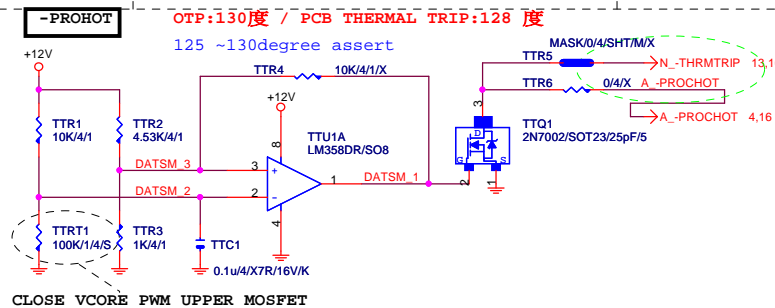 -PROHOT
OTP:130度 / PCB THERMAL TRIP:128 度
125 ~130degree assert
+12V
TTR4
10K/4/1/X
+12V
TTR1
10K/4/1
TTR2
4.53K/4/1
DATSM_3
DATSM_2
TTU1A
LM358DR/SO8
8
3
+
2
-
1
4
DATSM_1
TTRT1
100K/1/4/S
TTR3
1K/4/1
TTC1
0.1u/4/X7R/16V/K
CLOSE VCORE PWM UPPER MOSFET
MASK/0/4/SHT/M/X
TTR5
N_-THRMTRIP 13,1
TTR6
0/4/X
A_-PROCHOT
A_-PROCHOT 4,16
3
D
G
S
2
1
TTQ1
2N7002/SOT23/25pF/5